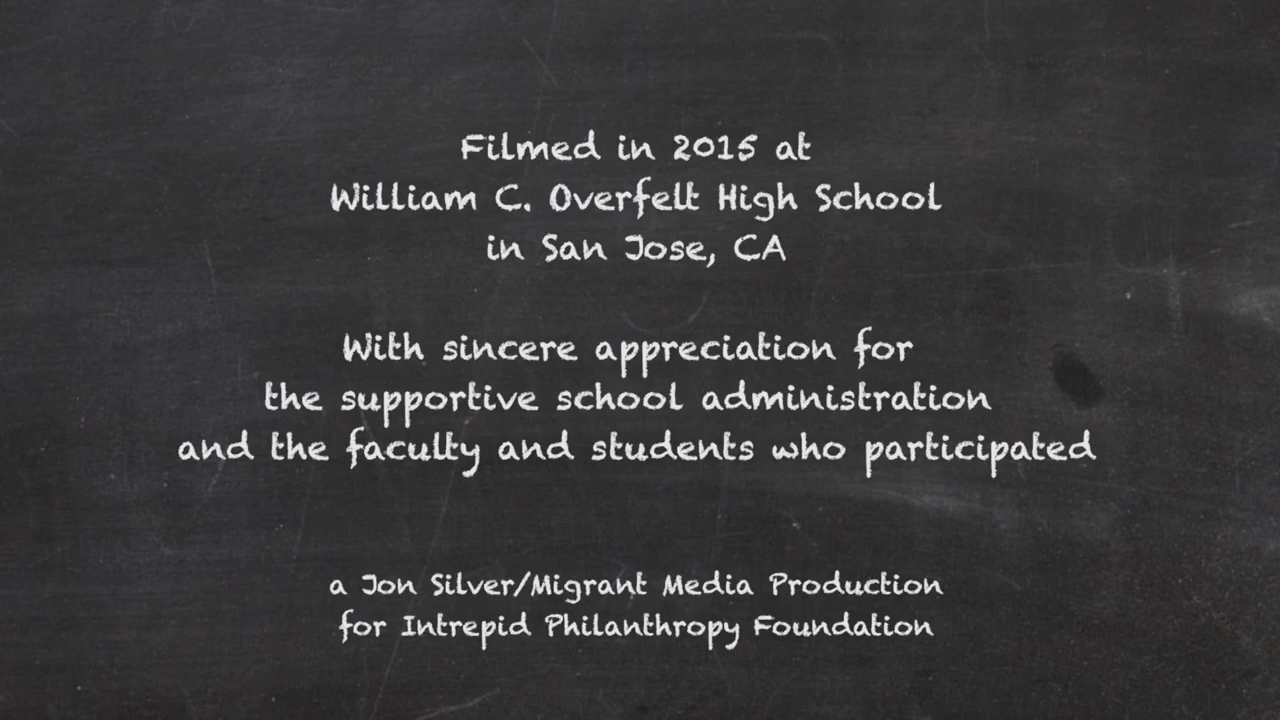 Filmed in 2015 at
William C. Overfelt High School
in San Jose, CA
With sincere appreciation for
the supportive school administration
and the faculty and students who participated
a Jon Silver/Migrant Media Production
for Intrepid Philanthropy Foundation